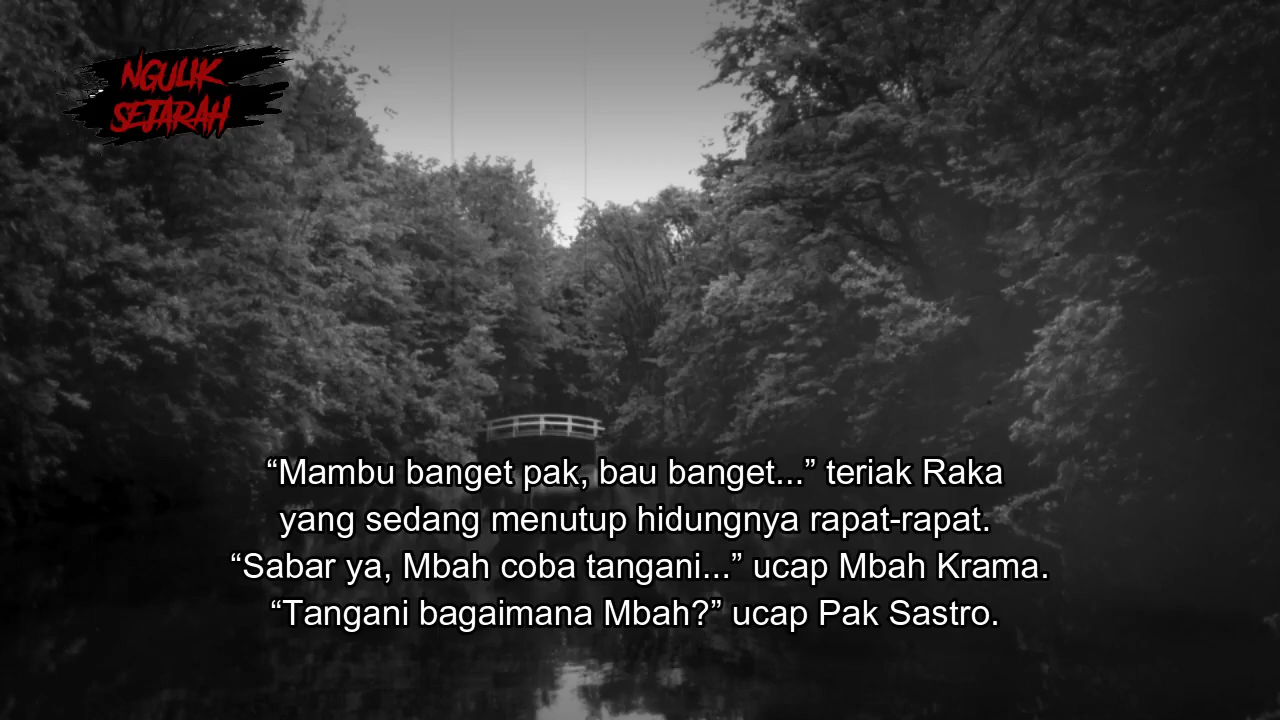 NGULIK
SEJARAH
“Mambu banget pak, bau banget...” teriak Raka
yang sedang menutup hidungnya rapat-rapat.
“Sabar ya, Mbah coba tangani...” ucap Mbah Krama.
“Tangani bagaimana Mbah?” ucap Pak Sastro.